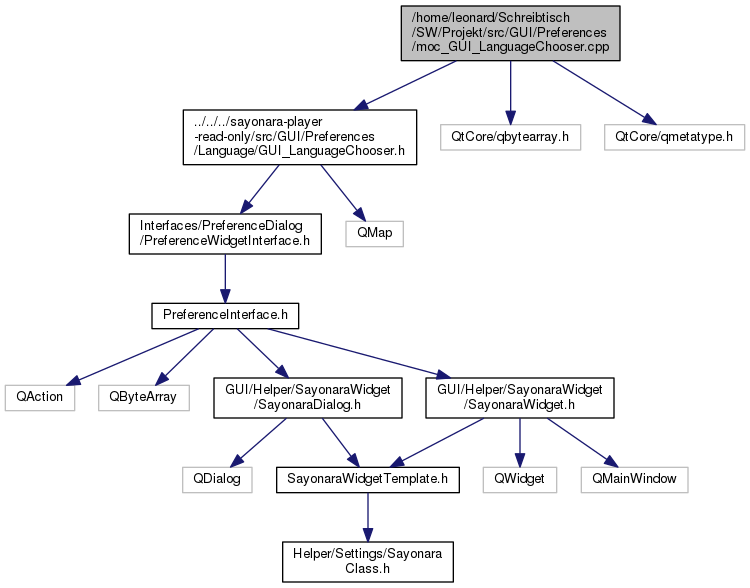 /home/leonard/Schreibtisch
/SW/Projekt/src/GUI/Preferences
/moc_GUI_LanguageChooser.cpp
../../../sayonara-player
-read-only/src/GUI/Preferences
/Language/GUI_LanguageChooser.h
QtCore/qbytearray.h
QtCore/qmetatype.h
Interfaces/PreferenceDialog
/PreferenceWidgetInterface.h
QMap
PreferenceInterface.h
QAction
QByteArray
GUI/Helper/SayonaraWidget
/SayonaraDialog.h
GUI/Helper/SayonaraWidget
/SayonaraWidget.h
QDialog
SayonaraWidgetTemplate.h
QWidget
QMainWindow
Helper/Settings/Sayonara
Class.h